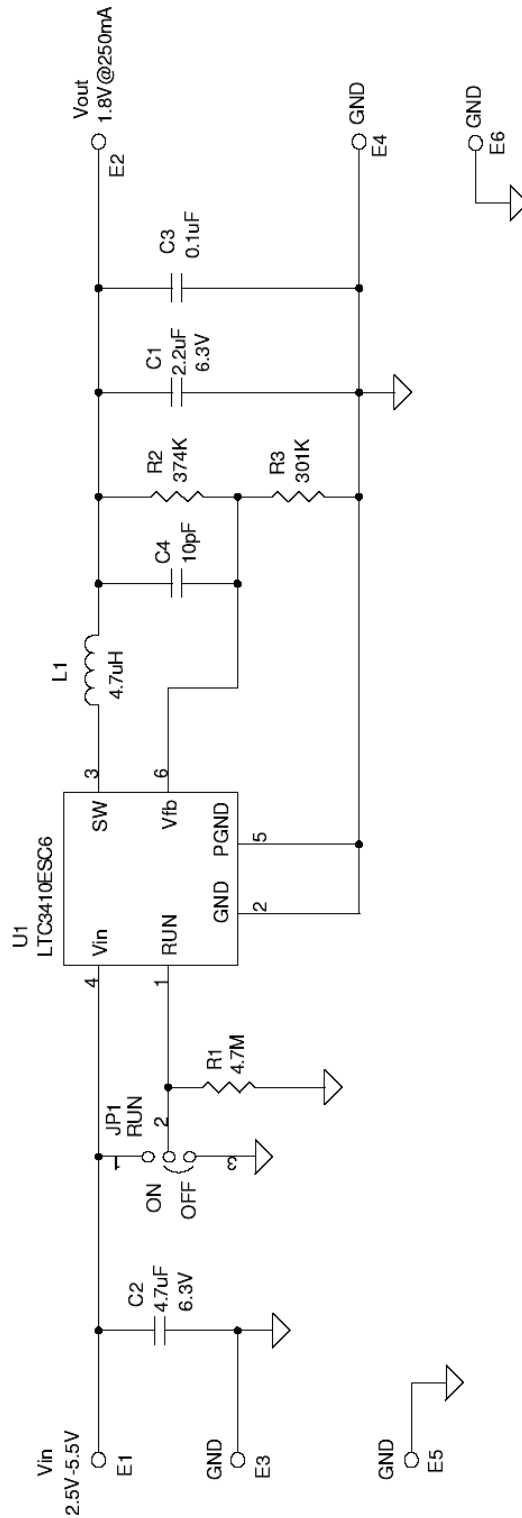 Vin
2.5V-5.5V
E1
GND
E3
GND
E5
C2
4.7uF
6.3V
JP1
RUN
1
2
3
ON
OFF
R1
4.7M
U1
LTC3410ESC6
4
Vin
1
RUN
SW
3
Vfb
6
GND
2
PGND
5
L1
4.7uH
C4
10pF
R2
374K
R3
301K
C1
2.2uF
6.3V
C3
0.1uF
Vout
1.8V@250mA
E2
GND
E4
GND
E6